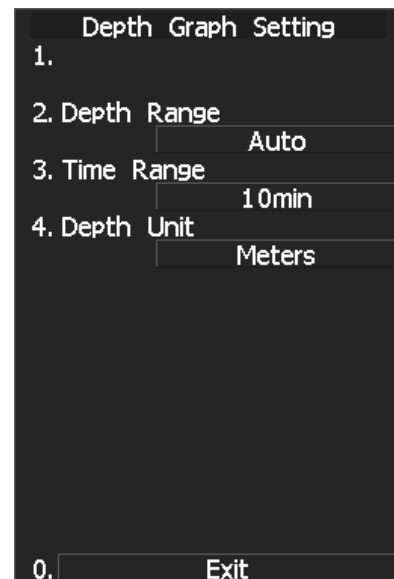 Depth Graph Setting
1.
2. Depth Range
Auto
3. Time Range
10min
4. Depth Unit
Meters
0. Exit